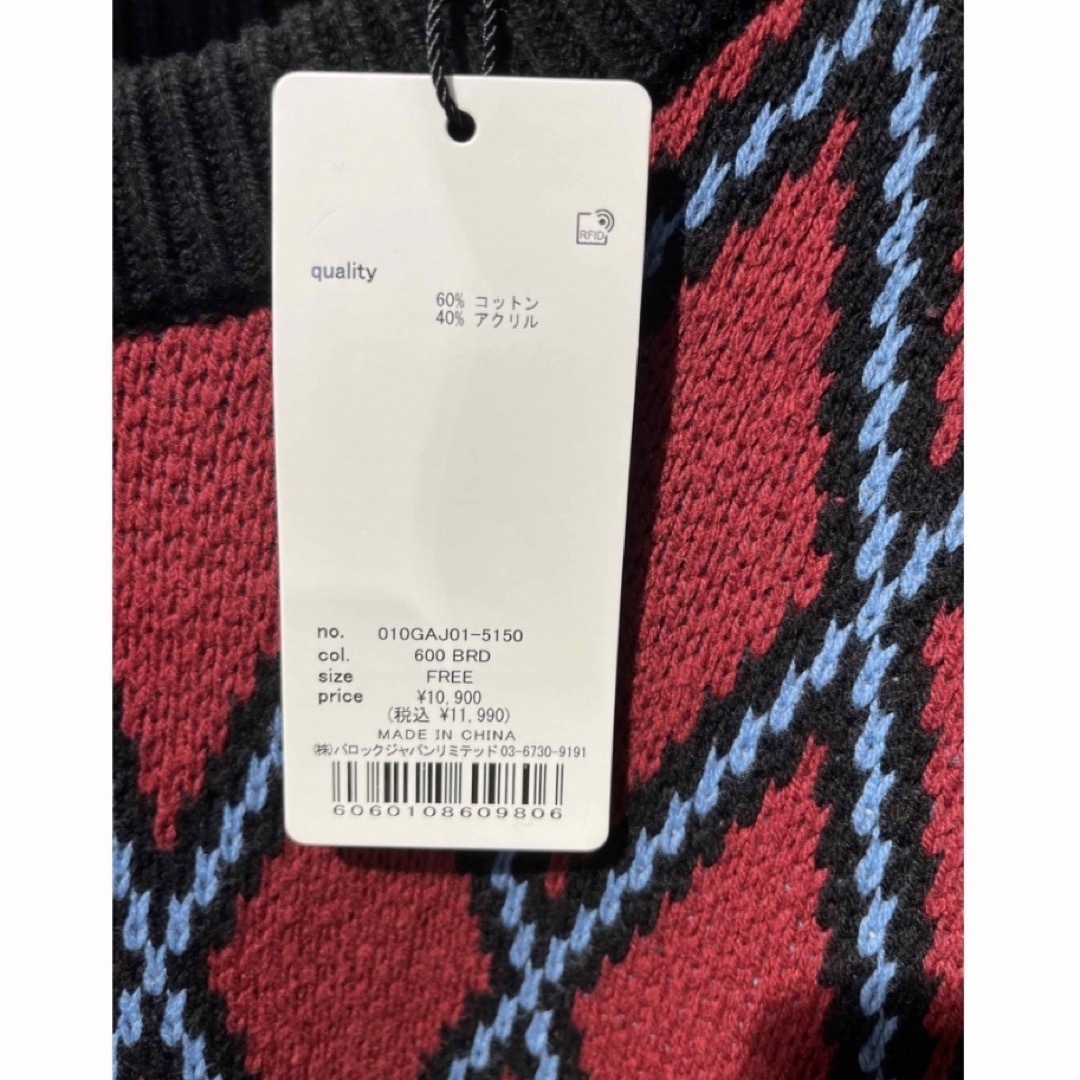 RFID
quality
60% コットン
40% アクリル
no. 010GAJ01-5150
col. 600 BRD
size FREE
price ¥10,900
(税込 ¥11,990)
MADE IN CHINA
㈱バロックジャパンリミテッド 03-6730-9191
6060108609806